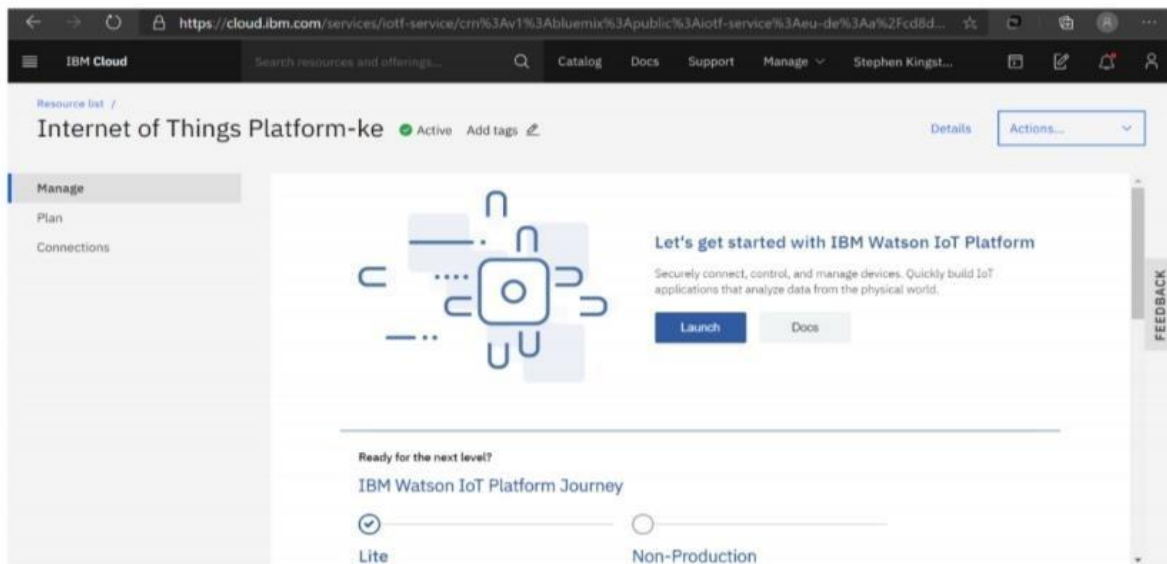 https://cloud.ibm.com/services/iotf-service/crn%3Av1%3Abluemix%3Apublic%3Aiotf-service%3Aeu-de%3Aa%2Fcd8d...
IBM Cloud Search resources and offerings... Catalog Docs Support Manage Stephen Kingst...
Resource list /
Internet of Things Platform-ke Active Add tags Details Actions...
Manage
Plan
Connections
Let's get started with IBM Watson IoT Platform
Securely connect, control, and manage devices. Quickly build IoT
applications that analyze data from the physical world.
Launch Docs
FEEDBACK
Ready for the next level?
IBM Watson IoT Platform Journey
Lite Non-Production